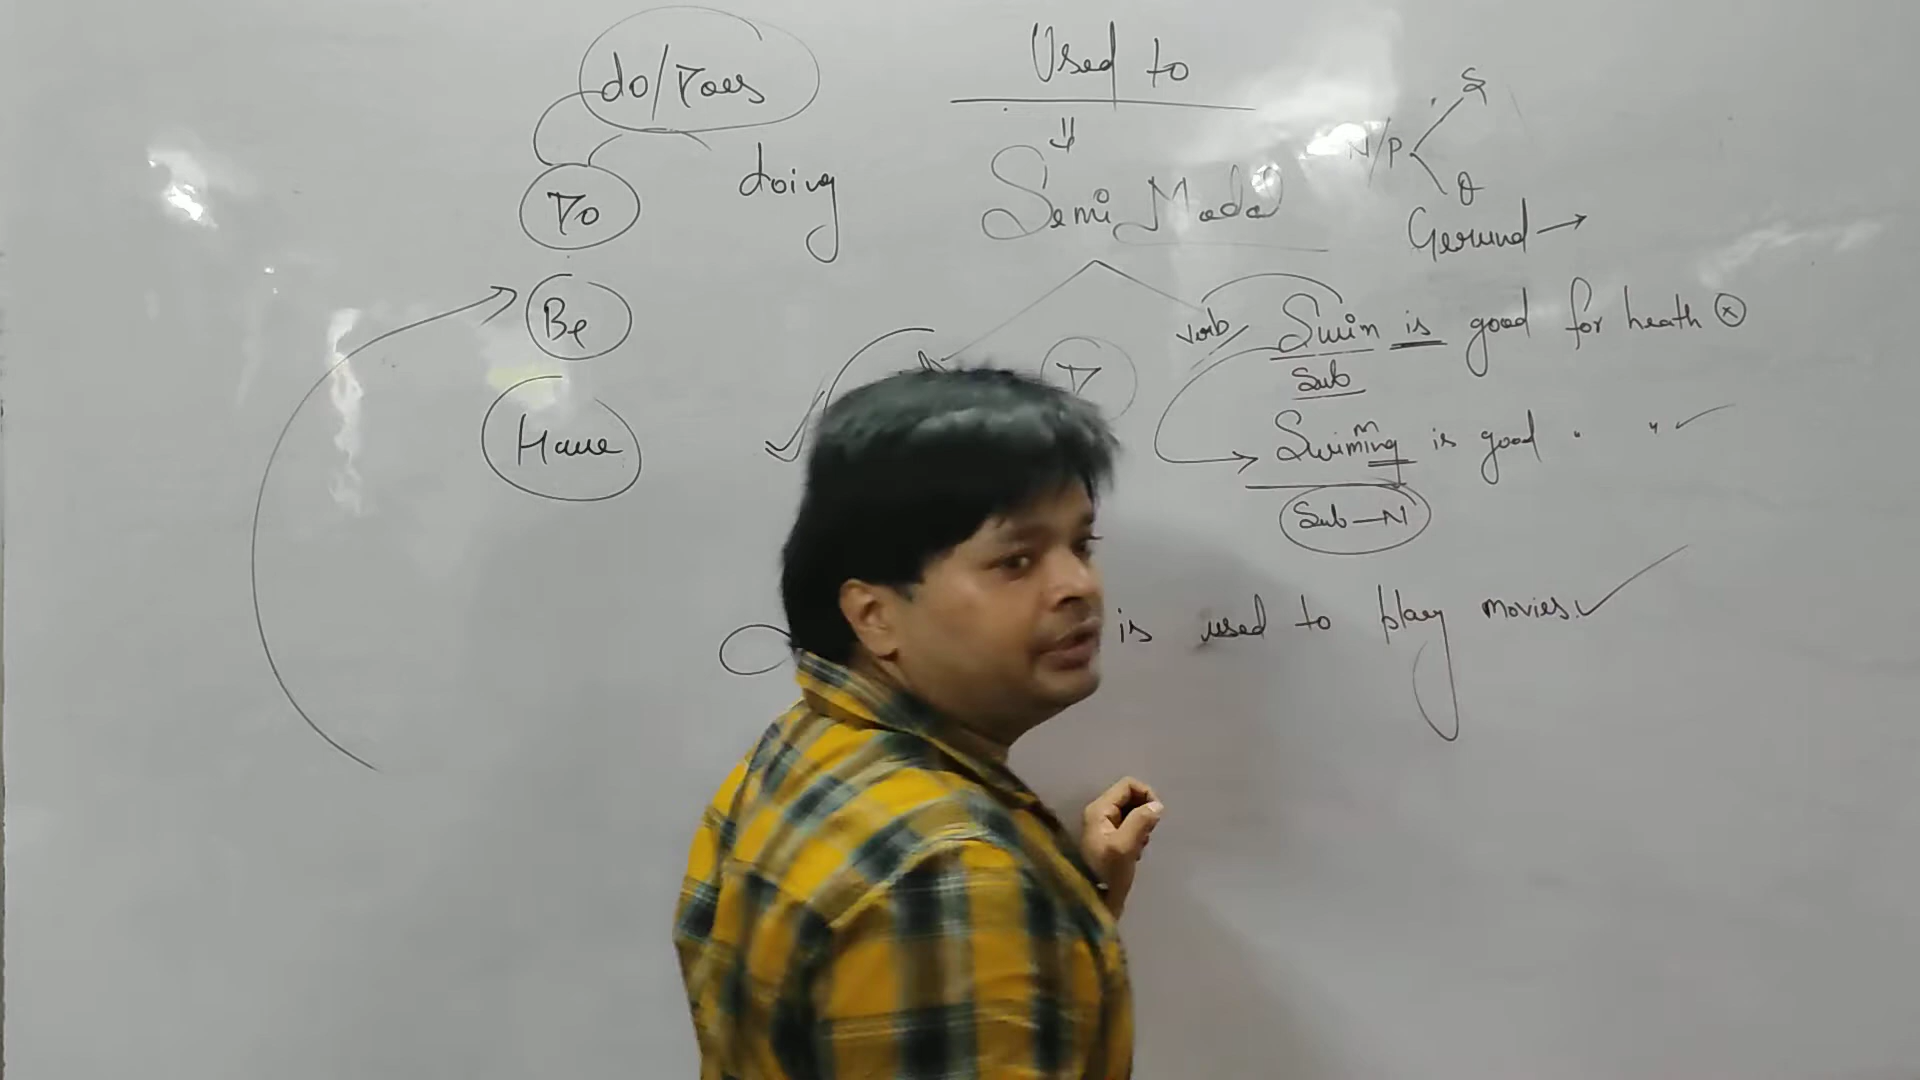 do/Does
Do
doing
Be
Have
Used to
Semi Modal
N/P
S
O
Gerund →
verb
Swim is good for heath ⓧ
Sub
D
Swimming is good " " ✓
Sub-N
is used to play movies. ✓